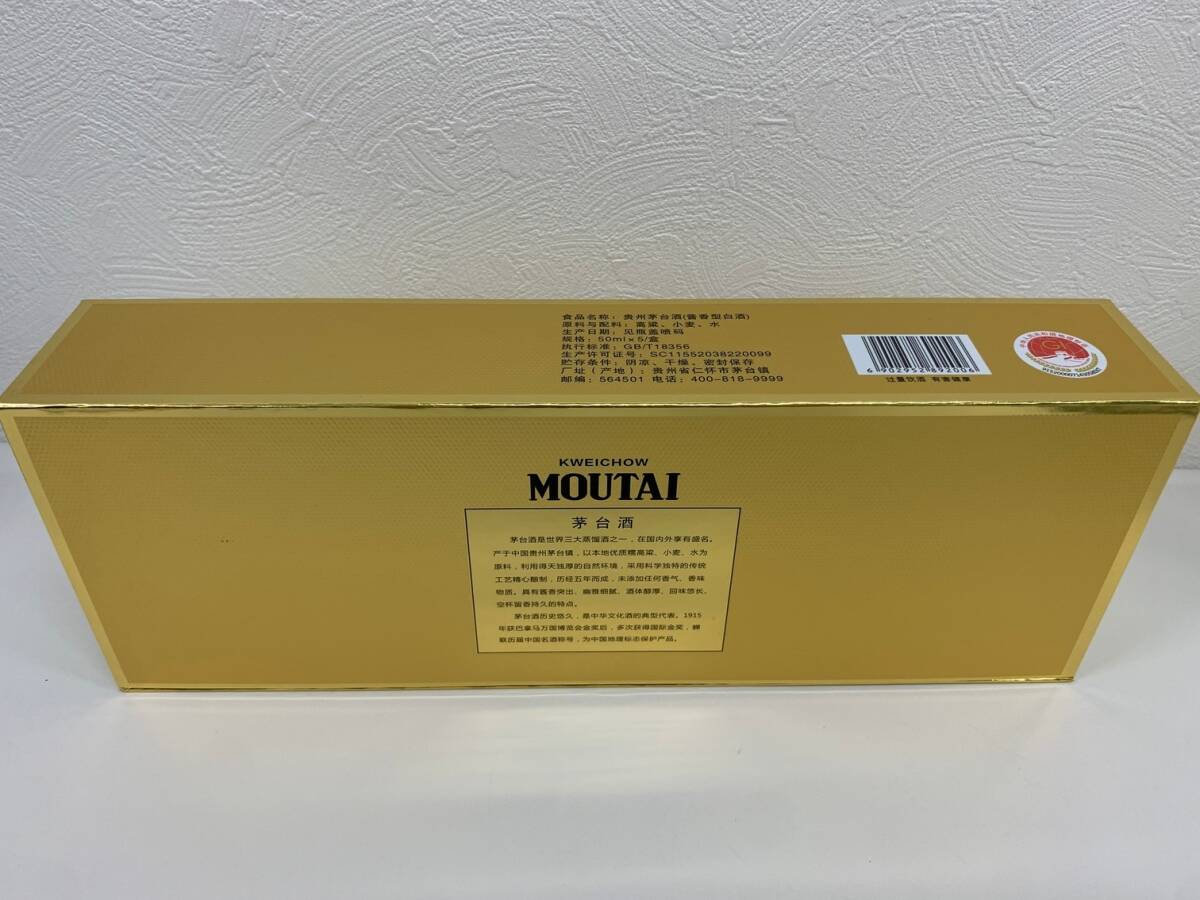 食品名称：贵州茅台酒(酱香型白酒)
原料与配料：高粱、小麦、水
生产日期：见瓶盖喷码
规格：50ml×5/盒
执行标准：GB/T18356
生产许可证号：SC11552038220099
贮存条件：阴凉、干燥、密封保存
厂址（产地）：贵州省仁怀市茅台镇
邮编：564501 电话：400-818-9999
6 902952 892006
过量饮酒 有害健康
GI
KWEICHOW
MOUTAI
茅台酒
茅台酒是世界三大蒸馏酒之一，在国内外享有盛名。
产于中国贵州茅台镇，以本地优质糯高粱、小麦、水为
原料，利用得天独厚的自然环境，采用科学独特的传统
工艺精心酿制，历经五年而成，未添加任何香气、香味
物质。具有酱香突出、幽雅细腻、酒体醇厚、回味悠长、
空杯留香持久的特点。
茅台酒历史悠久，是中华文化酒的典型代表。1915
年获巴拿马万国博览会金奖后，多次获得国际金奖，蝉
联历届中国名酒称号，为中国地理标志保护产品。